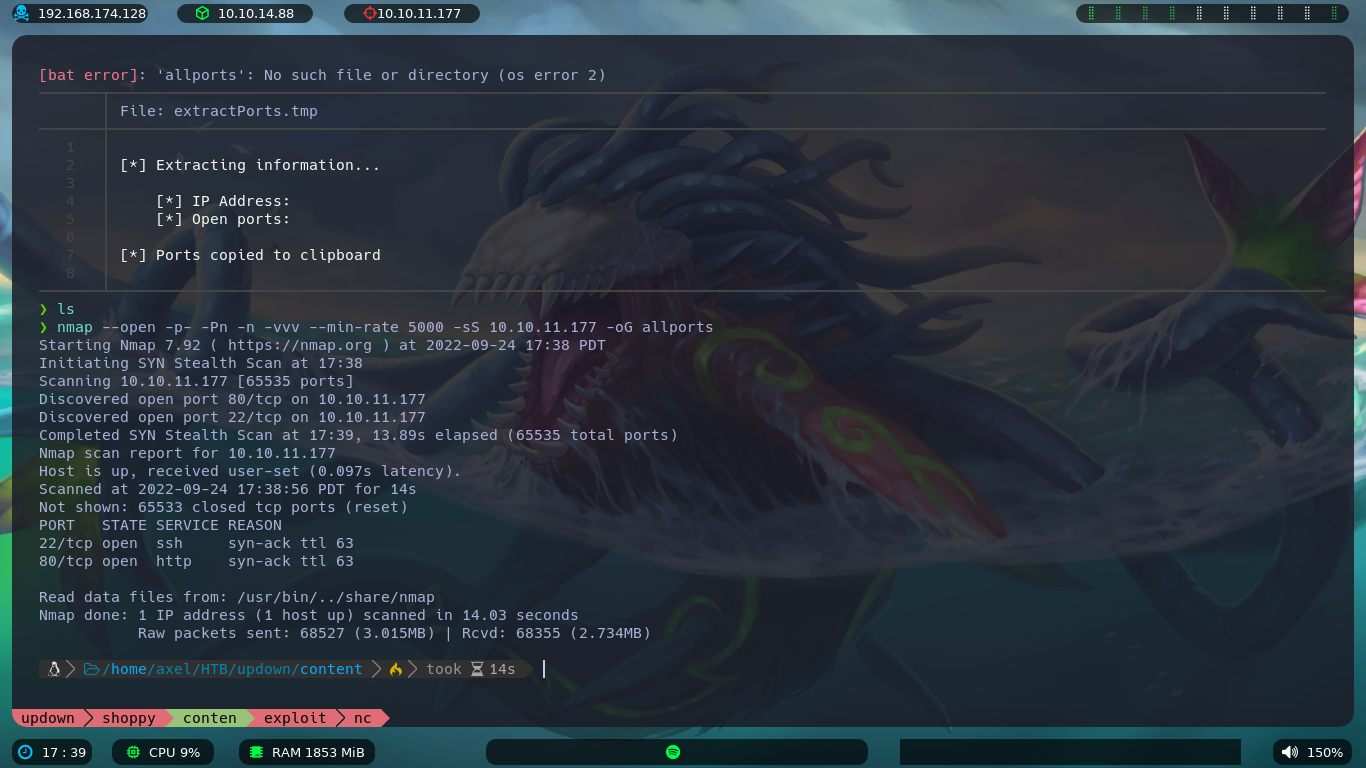 192.168.174.128 10.10.14.88 10.10.11.177
[bat error]: 'allports': No such file or directory (os error 2)
File: extractPorts.tmp
1
2 [*] Extracting information...
3
4 [*] IP Address:
5 [*] Open ports:
6
7 [*] Ports copied to clipboard
8
❯ ls
❯ nmap --open -p- -Pn -n -vvv --min-rate 5000 -sS 10.10.11.177 -oG allports
Starting Nmap 7.92 ( https://nmap.org ) at 2022-09-24 17:38 PDT
Initiating SYN Stealth Scan at 17:38
Scanning 10.10.11.177 [65535 ports]
Discovered open port 80/tcp on 10.10.11.177
Discovered open port 22/tcp on 10.10.11.177
Completed SYN Stealth Scan at 17:39, 13.89s elapsed (65535 total ports)
Nmap scan report for 10.10.11.177
Host is up, received user-set (0.097s latency).
Scanned at 2022-09-24 17:38:56 PDT for 14s
Not shown: 65533 closed tcp ports (reset)
PORT   STATE SERVICE REASON
22/tcp open  ssh     syn-ack ttl 63
80/tcp open  http    syn-ack ttl 63
Read data files from: /usr/bin/../share/nmap
Nmap done: 1 IP address (1 host up) scanned in 14.03 seconds
Raw packets sent: 68527 (3.015MB) | Rcvd: 68355 (2.734MB)
/home/axel/HTB/updown/content took 14s
updown shoppy conten exploit nc
17 : 39 CPU 9% RAM 1853 MiB 150%